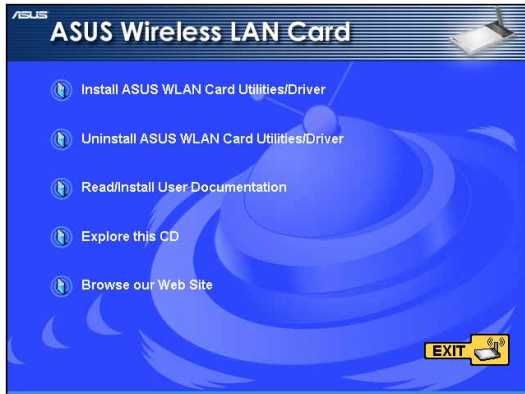 ASUS
ASUS Wireless LAN Card
Install ASUS WLAN Card Utilities/Driver
Uninstall ASUS WLAN Card Utilities/Driver
Read/Install User Documentation
Explore this CD
Browse our Web Site
EXIT